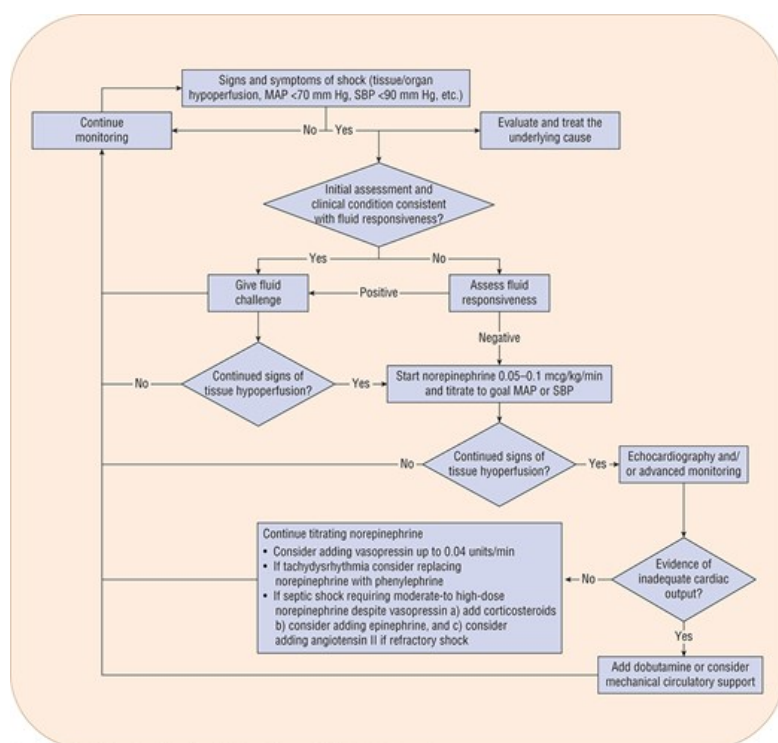 Signs and symptoms of shock (tissue/organ
hypoperfusion, MAP <70 mm Hg, SBP <90 mm Hg, etc.)
Continue
monitoring
No
Yes
Evaluate and treat the
underlying cause
Initial assessment and
clinical condition consistent
with fluid responsiveness?
Yes
No
Give fluid
challenge
Positive
Assess fluid
responsiveness
Negative
Continued signs of
tissue hypoperfusion?
No
Yes
Start norepinephrine 0.05–0.1 mcg/kg/min
and titrate to goal MAP or SBP
Continued signs of
tissue hyoperfusion?
No
Yes
Echocardiography and/
or advanced monitoring
Evidence of
inadequate cardiac
output?
No
Continue titrating norepinephrine
• Consider adding vasopressin up to 0.04 units/min
• If tachydysrhythmia consider replacing
norepinephrine with phenylephrine
• If septic shock requiring moderate-to high-dose
norepinephrine despite vasopressin a) add corticosteroids
b) consider adding epinephrine, and c) consider
adding angiotensin II if refractory shock
Yes
Add dobutamine or consider
mechanical circulatory support